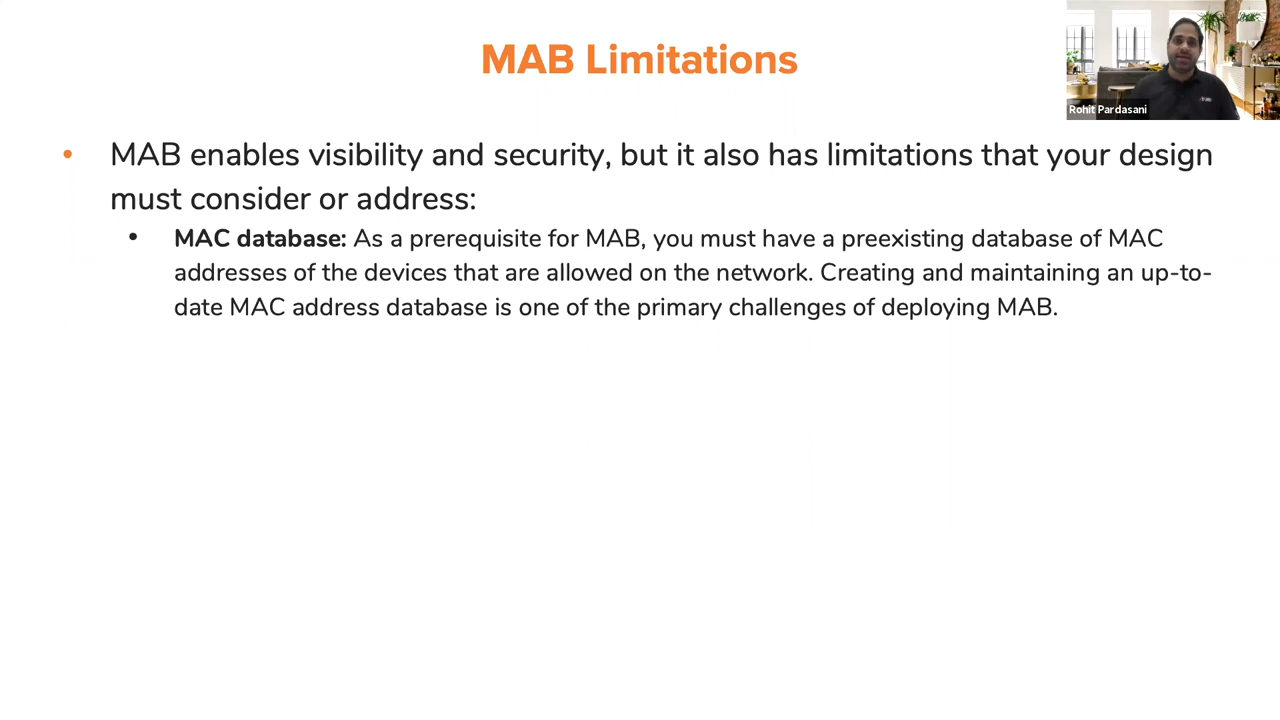 MAB Limitations
Rohit Pardasani
• MAB enables visibility and security, but it also has limitations that your design
must consider or address:
• MAC database: As a prerequisite for MAB, you must have a preexisting database of MAC
addresses of the devices that are allowed on the network. Creating and maintaining an up-to-
date MAC address database is one of the primary challenges of deploying MAB.